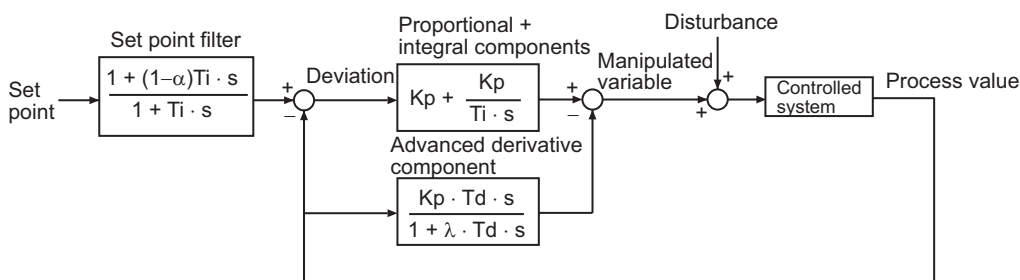 Set point filter
1 + (1−α)Ti · s
1 + Ti · s
Set
point
+
−
Deviation
Proportional +
integral components
Kp + Kp
Ti · s
Advanced derivative
component
Kp · Td · s
1 + λ · Td · s
+
−
Manipulated
variable
Disturbance
+
+
Controlled
system
Process value